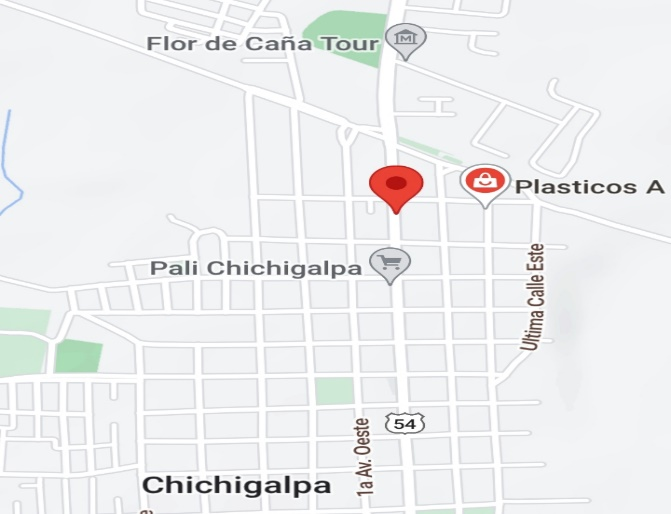 Flor de Caña Tour
Plasticos A
Pali Chichigalpa
Ultima Calle Este
54
1a Av. Oeste
Chichigalpa